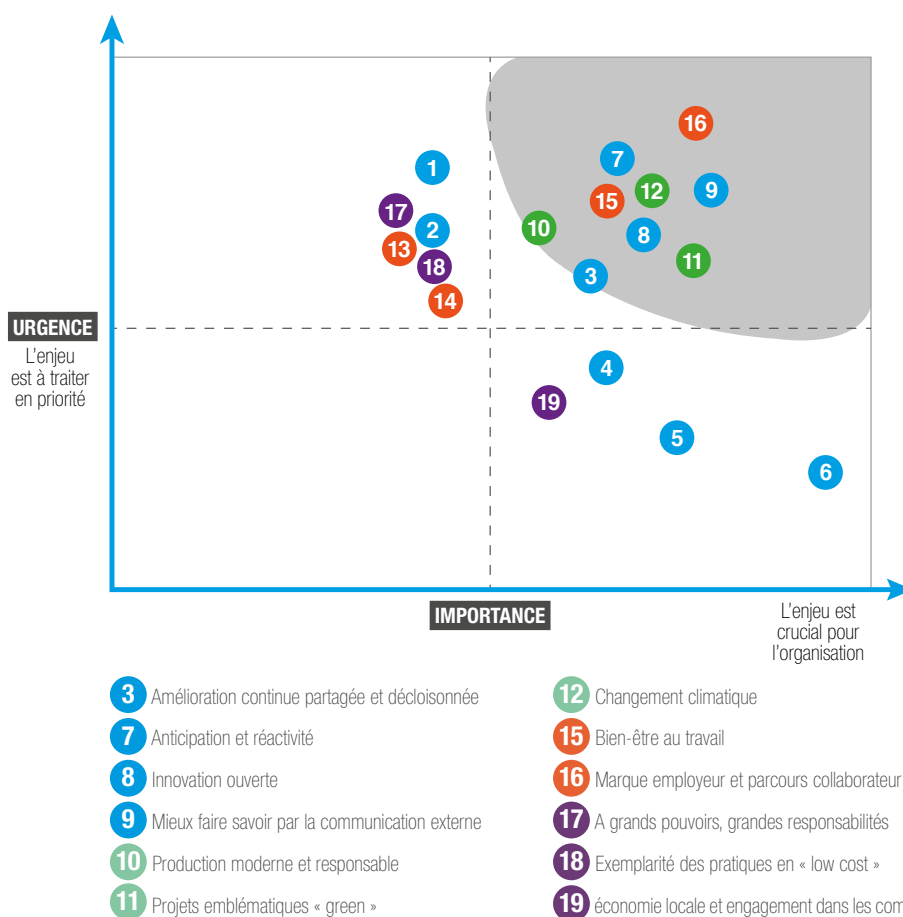 16
7
1
12
9
15
17
10
2
8
13
11
18
3
14
URGENCE
L'enjeu
est à traiter
en priorité
4
19
5
6
IMPORTANCE
L'enjeu est
crucial pour
l'organisation
3 Amélioration continue partagée et décloisonnée
7 Anticipation et réactivité
8 Innovation ouverte
9 Mieux faire savoir par la communication externe
10 Production moderne et responsable
11 Projets emblématiques « green »
12 Changement climatique
15 Bien-être au travail
16 Marque employeur et parcours collaborateur
17 A grands pouvoirs, grandes responsabilités
18 Exemplarité des pratiques en « low cost »
19 économie locale et engagement dans les com